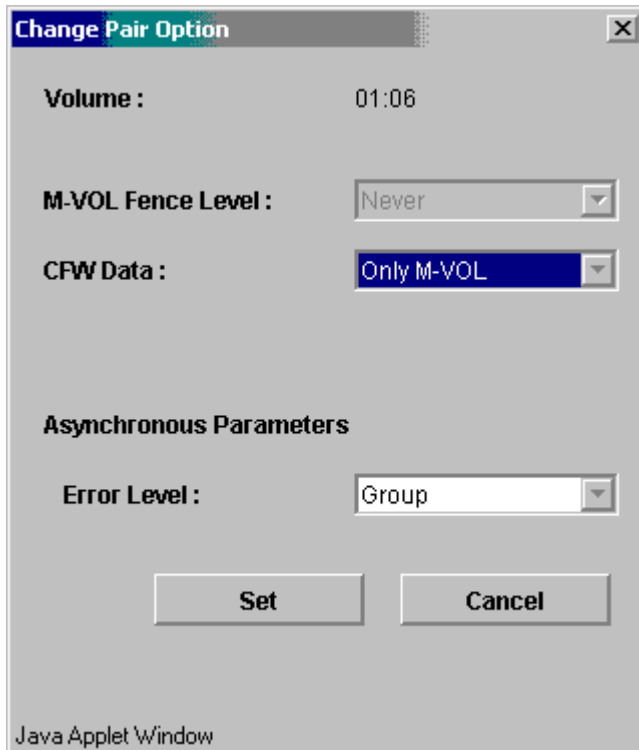 Change Pair Option
Volume : 01:06
M-VOL Fence Level : Never
CFW Data : Only M-VOL
Asynchronous Parameters
Error Level : Group
Set Cancel
Java Applet Window